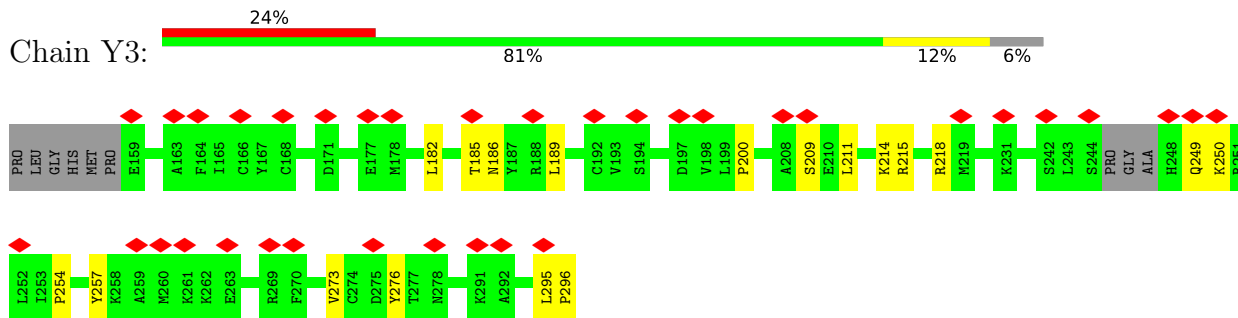 24%
Chain Y3:
81% 12% 6%
PRO LEU GLY HIS MET PRO E159 A163 F164 I165 C166 Y167 C168 D171 E177 M178 L182 T185 N186 Y187 R188 L189 C192 V193 S194 D197 V198 L199 P200 A208 S209 E210 L211 K214 R215 R218 M219 K231 S242 L243 S244 PRO GLY ALA H248 Q249 K250
L252 I253 P254 Y257 K258 A259 M260 K261 K262 E263 R269 F270 V273 C274 D275 Y276 T277 N278 K291 A292 L295 P296